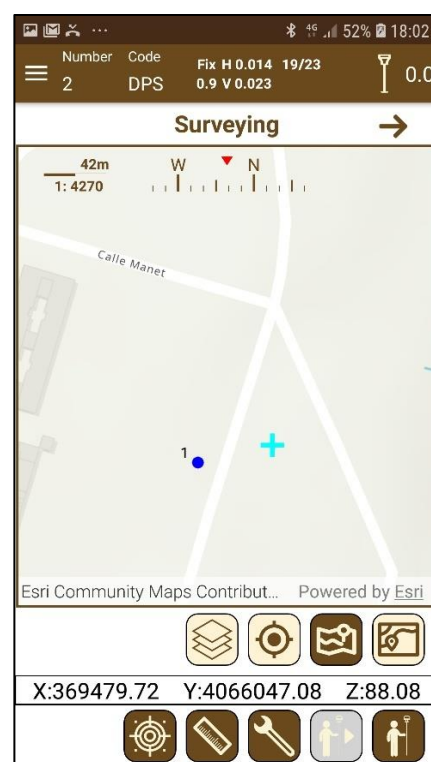 4G 52% 18:02
Number Code Fix H 0.014 19/23
2 DPS 0.9 V 0.023 0.0
Surveying
42m W N
1: 4270
Calle Manet
1
Esri Community Maps Contribut... Powered by Esri
X:369479.72 Y:4066047.08 Z:88.08